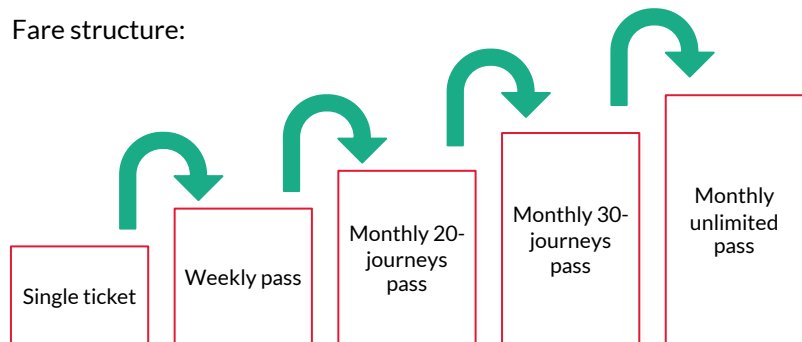 Fare structure:
Single ticket
Weekly pass
Monthly 20-
journeys
pass
Monthly 30-
journeys
pass
Monthly
unlimited
pass